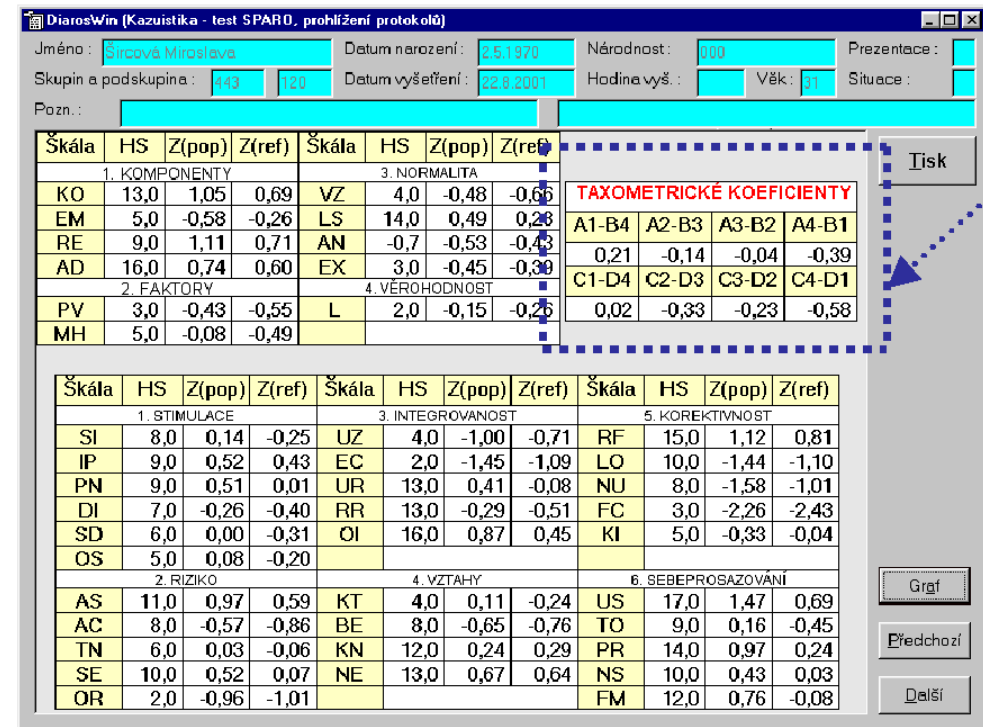 DiarosWin (Kazuistika - test SPARO, prohlížení protokolů)
Jméno : Šircová Miroslava Datum narození : 2.5.1970 Národnost : 000 Prezentace :
Skupin a podskupina : 443 120 Datum vyšetření : 22.8.2001 Hodina vyš. : Věk : 31 Situace :
Pozn. :
Škála HS Z(pop) Z(ref) Škála HS Z(pop) Z(ref)
1. KOMPONENTY 3. NORMALITA
KO 13,0 1,05 0,69 VZ 4,0 -0,48 -0,66
EM 5,0 -0,58 -0,26 LS 14,0 0,49 0,28
RE 9,0 1,11 0,71 AN -0,7 -0,53 -0,43
AD 16,0 0,74 0,60 EX 3,0 -0,45 -0,39
2. FAKTORY 4. VĚROHODNOST
PV 3,0 -0,43 -0,55 L 2,0 -0,15 -0,26
MH 5,0 -0,08 -0,49
TAXOMETRICKÉ KOEFICIENTY
A1-B4 A2-B3 A3-B2 A4-B1
0,21 -0,14 -0,04 -0,39
C1-D4 C2-D3 C3-D2 C4-D1
0,02 -0,33 -0,23 -0,58
Tisk
Škála HS Z(pop) Z(ref) Škála HS Z(pop) Z(ref) Škála HS Z(pop) Z(ref)
1. STIMULACE 3. INTEGROVANOST 5. KOREKTIVNOST
SI 8,0 0,14 -0,25 UZ 4,0 -1,00 -0,71 RF 15,0 1,12 0,81
IP 9,0 0,52 0,43 EC 2,0 -1,45 -1,09 LO 10,0 -1,44 -1,10
PN 9,0 0,51 0,01 UR 13,0 0,41 -0,08 NU 8,0 -1,58 -1,01
DI 7,0 -0,26 -0,40 RR 13,0 -0,29 -0,51 FC 3,0 -2,26 -2,43
SD 6,0 0,00 -0,31 OI 16,0 0,87 0,45 KI 5,0 -0,33 -0,04
OS 5,0 0,08 -0,20
2. RIZIKO 4. VZTAHY 6. SEBEPROSAZOVÁNÍ
AS 11,0 0,97 0,59 KT 4,0 0,11 -0,24 US 17,0 1,47 0,69
AC 8,0 -0,57 -0,86 BE 8,0 -0,65 -0,76 TO 9,0 0,16 -0,45
TN 6,0 0,03 -0,06 KN 12,0 0,24 0,29 PR 14,0 0,97 0,24
SE 10,0 0,52 0,07 NE 13,0 0,67 0,64 NS 10,0 0,43 0,03
OR 2,0 -0,96 -1,01 FM 12,0 0,76 -0,08
Graf
Předchozí
Další